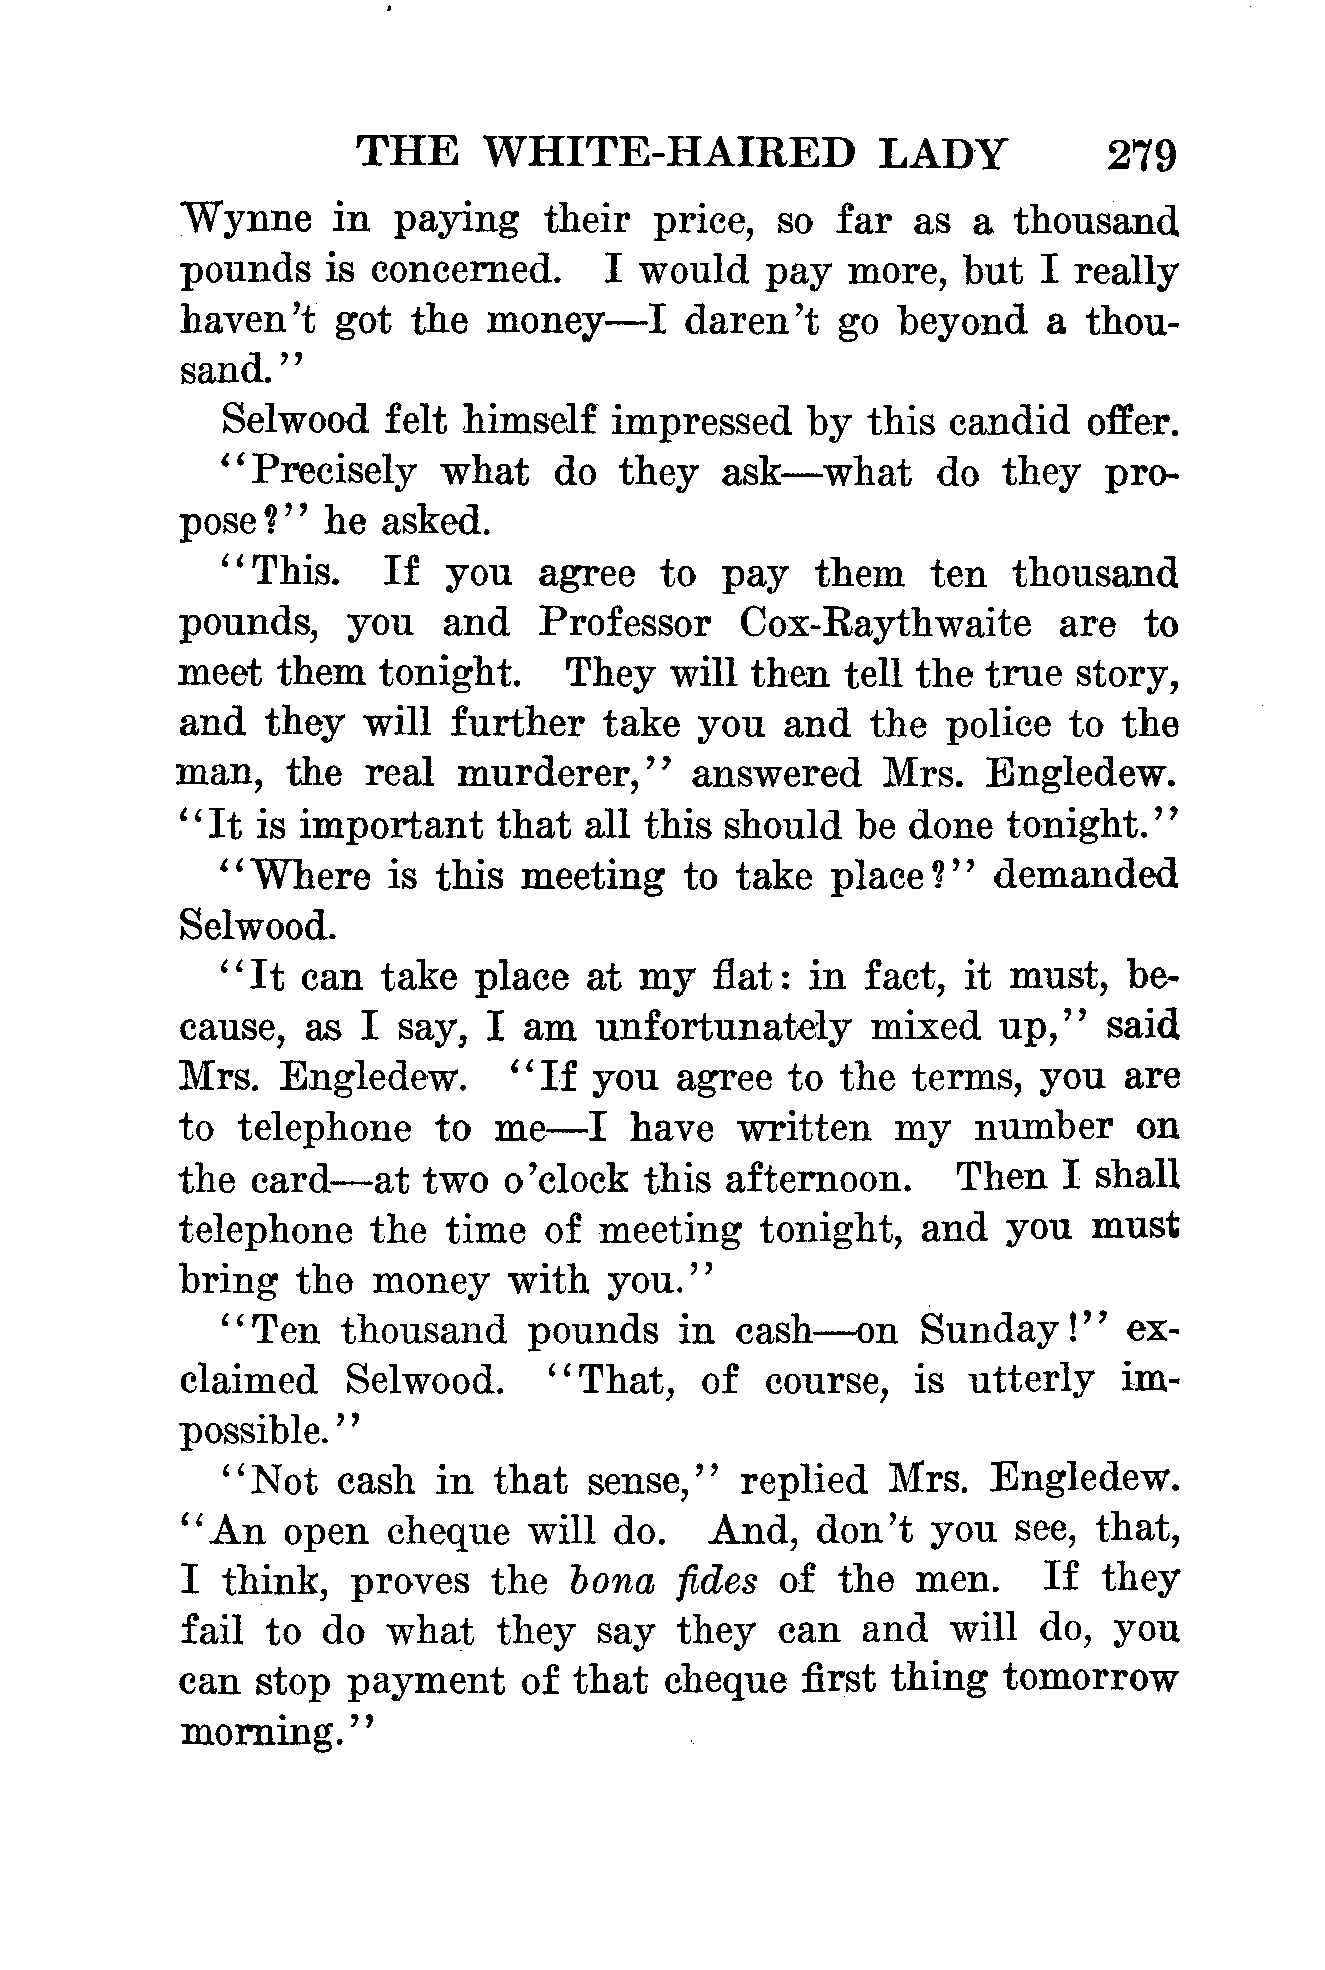 THE WHITE-HAIRED LADY 279
Wynne in paying their price, so far as a thousand
pounds is concerned. I would pay more, but I really
haven't got the money—I daren't go beyond a thou-
sand."
Selwood felt himself impressed by this candid offer.
"Precisely what do they ask—what do they pro-
pose?" he asked.
"This. If you agree to pay them ten thousand
pounds, you and Professor Cox-Raythwaite are to
meet them tonight. They will then tell the true story,
and they will further take you and the police to the
man, the real murderer," answered Mrs. Engledew.
"It is important that all this should be done tonight."
"Where is this meeting to take place?" demanded
Selwood.
"It can take place at my flat: in fact, it must, be-
cause, as I say, I am unfortunately mixed up," said
Mrs. Engledew. "If you agree to the terms, you are
to telephone to me—I have written my number on
the card—at two o'clock this afternoon. Then I shall
telephone the time of meeting tonight, and you must
bring the money with you."
"Ten thousand pounds in cash—on Sunday!" ex-
claimed Selwood. "That, of course, is utterly im-
possible."
"Not cash in that sense," replied Mrs. Engledew.
"An open cheque will do. And, don't you see, that,
I think, proves the bona fides of the men. If they
fail to do what they say they can and will do, you
can stop payment of that cheque first thing tomorrow
morning."